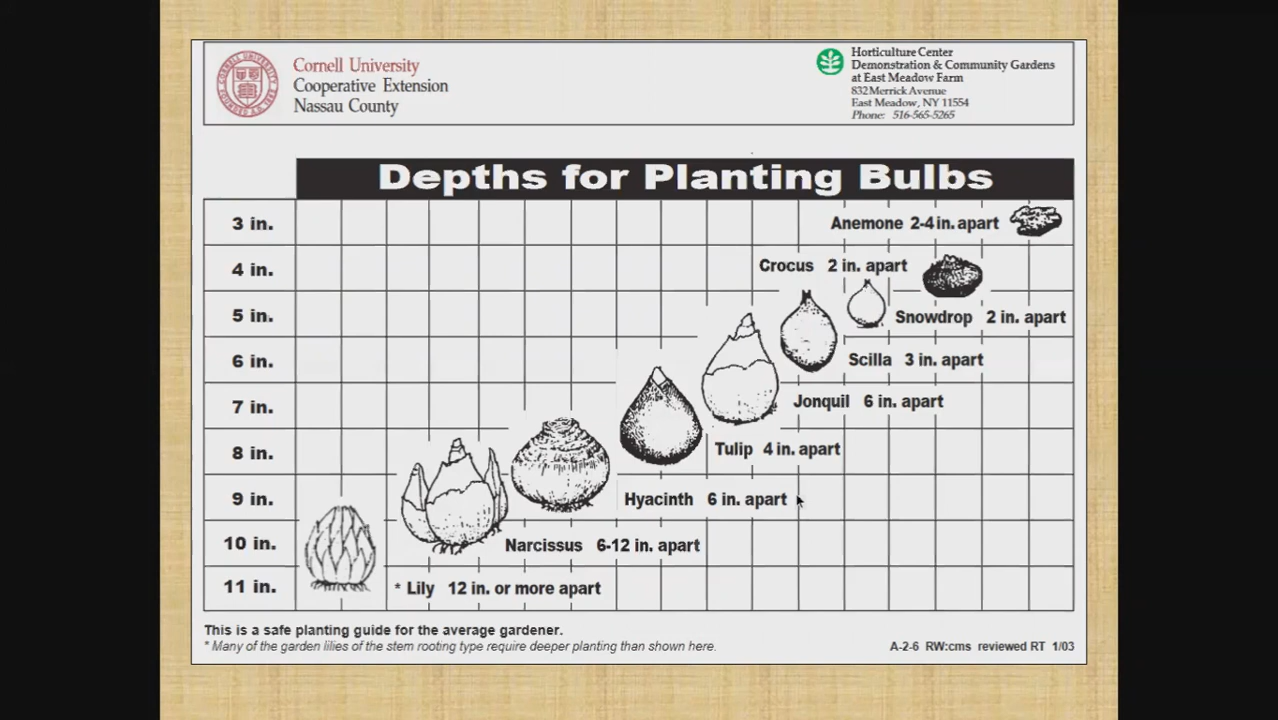 Cornell University
Cooperative Extension
Nassau County
Horticulture Center
Demonstration & Community Gardens
at East Meadow Farm
832 Merrick Avenue
East Meadow, NY 11554
Phone: 516-565-5265
Depths for Planting Bulbs
3 in. Anemone 2-4 in. apart
4 in. Crocus 2 in. apart
5 in. Snowdrop 2 in. apart
6 in. Scilla 3 in. apart
7 in. Jonquil 6 in. apart
8 in. Tulip 4 in. apart
9 in. Hyacinth 6 in. apart
10 in. Narcissus 6-12 in. apart
11 in. * Lily 12 in. or more apart
This is a safe planting guide for the average gardener.
* Many of the garden lilies of the stem rooting type require deeper planting than shown here.
A-2-6 RW:cms reviewed RT 1/03